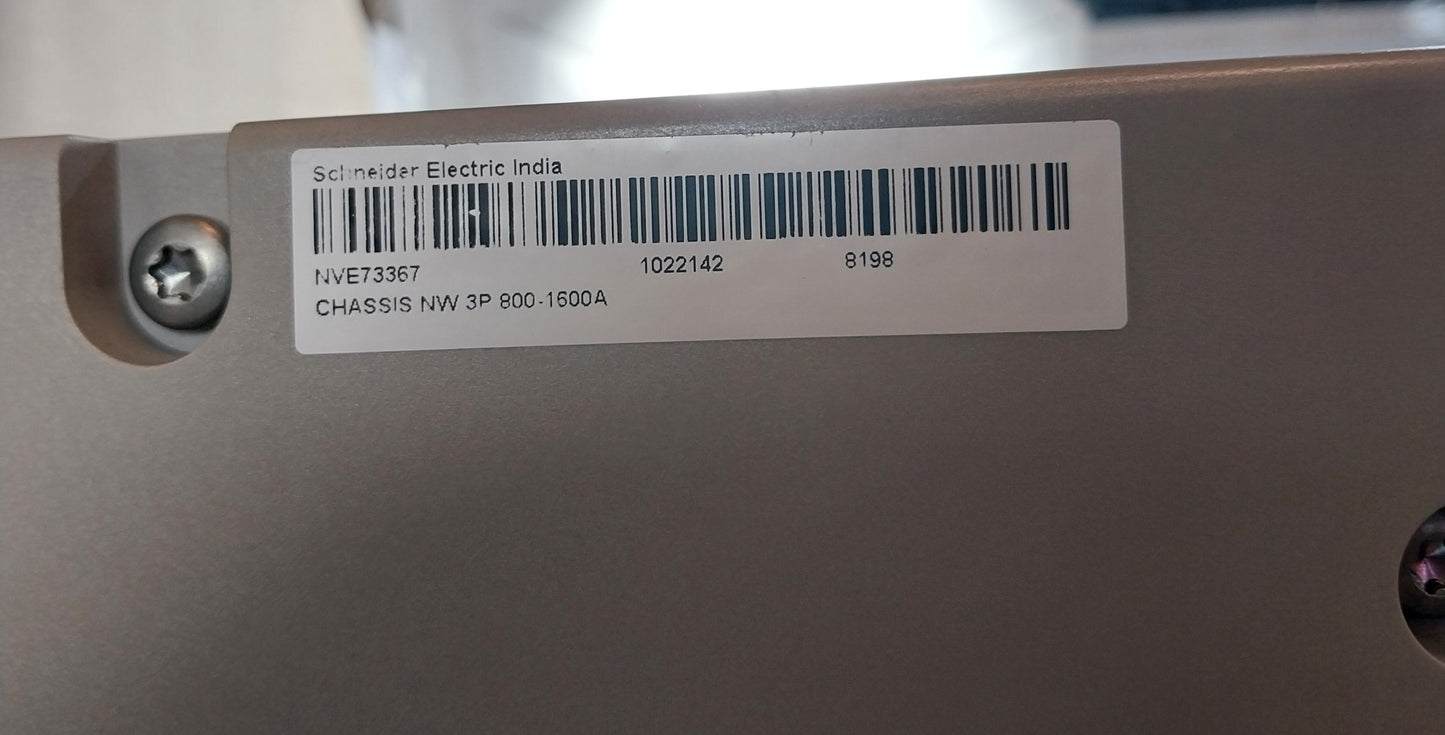 Schneider Electric India
NVE73367 1022142 8198
CHASSIS NW 3P 800-1600A